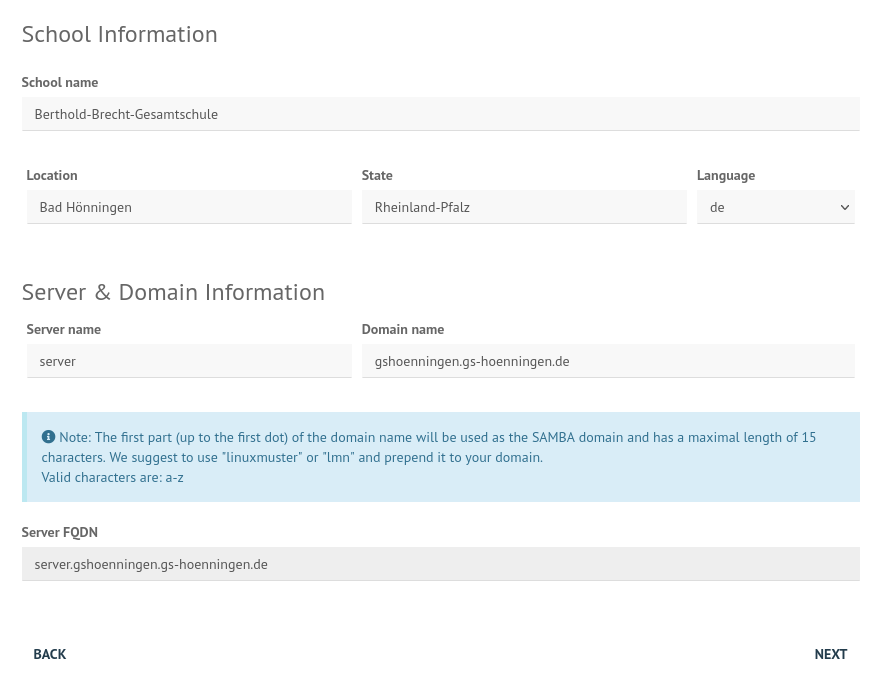 School Information
School name
Berthold-Brecht-Gesamtschule
Location State Language
Bad Hönningen Rheinland-Pfalz de
Server & Domain Information
Server name Domain name
server gshoenningen.gs-hoenningen.de
Note: The first part (up to the first dot) of the domain name will be used as the SAMBA domain and has a maximal length of 15
characters. We suggest to use "linuxmuster" or "lmn" and prepend it to your domain.
Valid characters are: a-z
Server FQDN
server.gshoenningen.gs-hoenningen.de
BACK NEXT